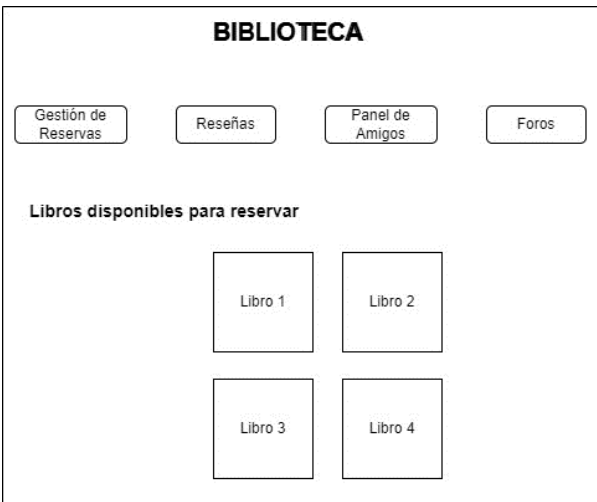 BIBLIOTECA
Gestión de
Reservas
Reseñas
Panel de
Amigos
Foros
Libros disponibles para reservar
Libro 1
Libro 2
Libro 3
Libro 4